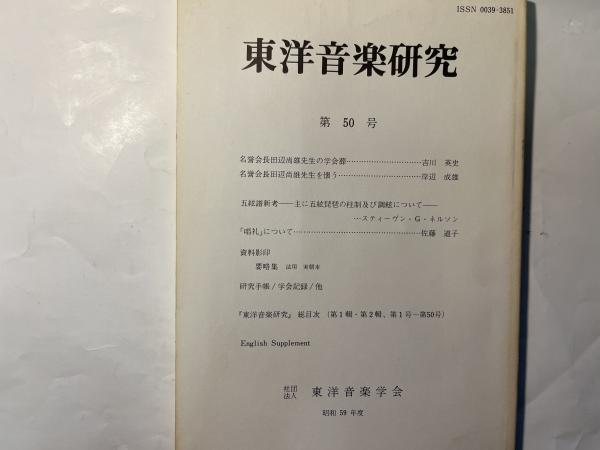 ISSN 0039-3851
東洋音楽研究
第 50 号
名誉会長田辺尚雄先生の学会葬……………………………吉川 英史
名誉会長田辺尚雄先生を懐う……………………………岸辺 成雄
五絃譜新考——主に五絃琵琶の柱制及び調絃について——
…スティーヴン・G・ネルソン
「唱礼」について……………………………………………佐藤 道子
資料影印
要略集 法用 実朝本
研究手帳/学会記録/他
『東洋音楽研究』 総目次 (第1輯・第2輯、第1号—第50号)
English Supplement
社団法人 東洋音楽学会
昭和 59 年度